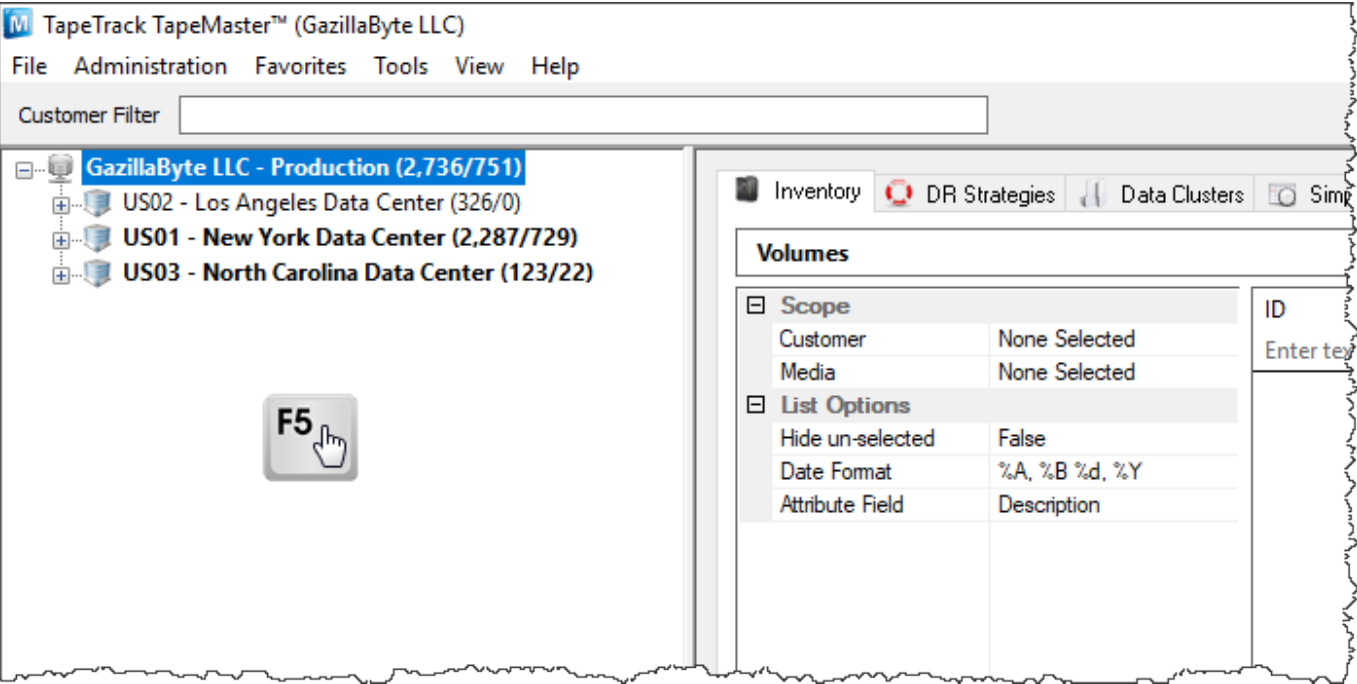 TapeTrack TapeMaster™ (GazillaByte LLC)
File Administration Favorites Tools View Help
Customer Filter
GazillaByte LLC - Production (2,736/751)
US02 - Los Angeles Data Center (326/0)
US01 - New York Data Center (2,287/729)
US03 - North Carolina Data Center (123/22)
F5
Inventory DR Strategies Data Clusters
Volumes
Scope
Customer None Selected
Media None Selected
List Options
Hide un-selected False
Date Format %A, %B %d, %Y
Attribute Field Description
ID
Enter